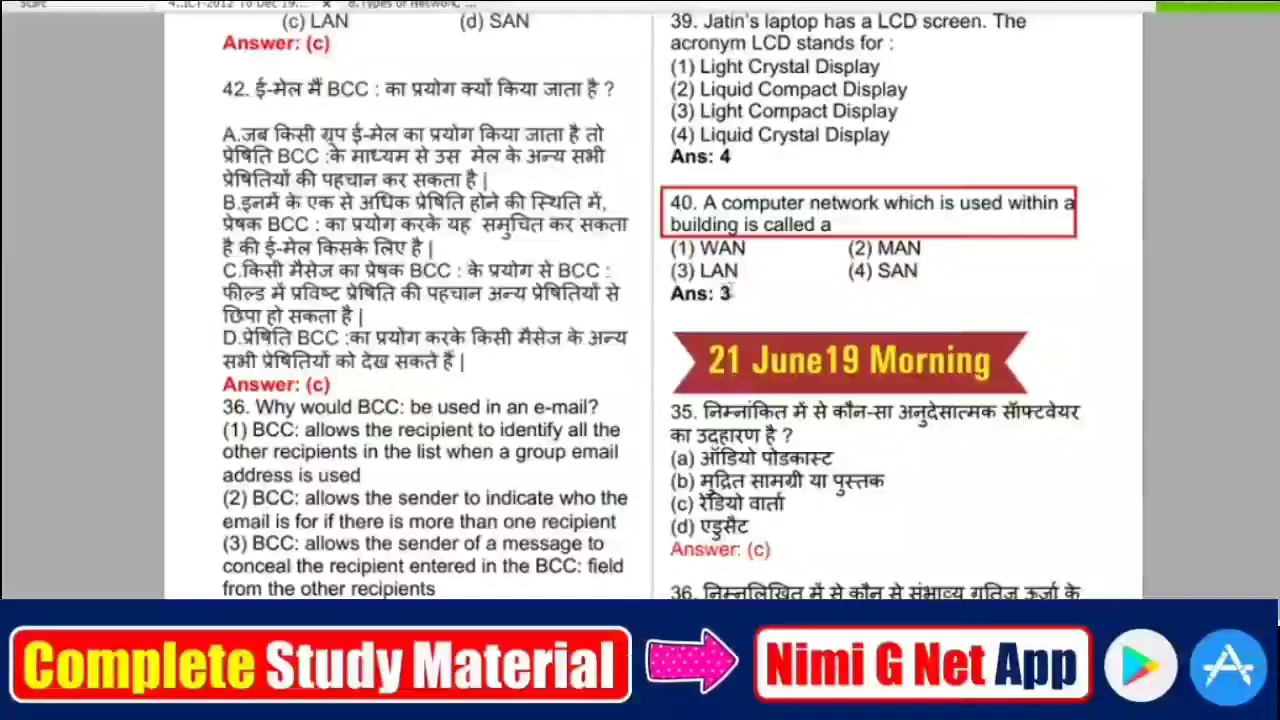 (c) LAN (d) SAN
Answer: (c)
42. ई-मेल मैं BCC : का प्रयोग क्यों किया जाता है ?
A.जब किसी ग्रुप ई-मेल का प्रयोग किया जाता है तो
प्रेषिति BCC :के माध्यम से उस मेल के अन्य सभी
प्रेषितियों की पहचान कर सकता है |
B.इनमें के एक से अधिक प्रेषिति होने की स्थिति में,
प्रेषक BCC : का प्रयोग करके यह समुचित कर सकता
है की ई-मेल किसके लिए है |
C.किसी मैसेज का प्रेषक BCC : के प्रयोग से BCC :
फील्ड में प्रविष्ट प्रेषिति की पहचान अन्य प्रेषितियों से
छिपा हो सकता है |
D.प्रेषिति BCC :का प्रयोग करके किसी मैसेज के अन्य
सभी प्रेषितियों को देख सकते हैं |
Answer: (c)
36. Why would BCC: be used in an e-mail?
(1) BCC: allows the recipient to identify all the
other recipients in the list when a group email
address is used
(2) BCC: allows the sender to indicate who the
email is for if there is more than one recipient
(3) BCC: allows the sender of a message to
conceal the recipient entered in the BCC: field
from the other recipients
39. Jatin's laptop has a LCD screen. The
acronym LCD stands for :
(1) Light Crystal Display
(2) Liquid Compact Display
(3) Light Compact Display
(4) Liquid Crystal Display
Ans: 4
40. A computer network which is used within a
building is called a
(1) WAN (2) MAN
(3) LAN (4) SAN
Ans: 3
21 June19 Morning
35. निम्नांकित में से कौन-सा अनुदेसात्मक सॉफ्टवेयर
का उदहारण है ?
(a) ऑडियो पोडकास्ट
(b) मुद्रित सामग्री या पुस्तक
(c) रेडियो वार्ता
(d) एडुसैट
Answer: (c)
36. निम्नलिखित में से कौन से संभाव्य गतिज ऊर्जा के
Complete Study Material
Nimi G Net App